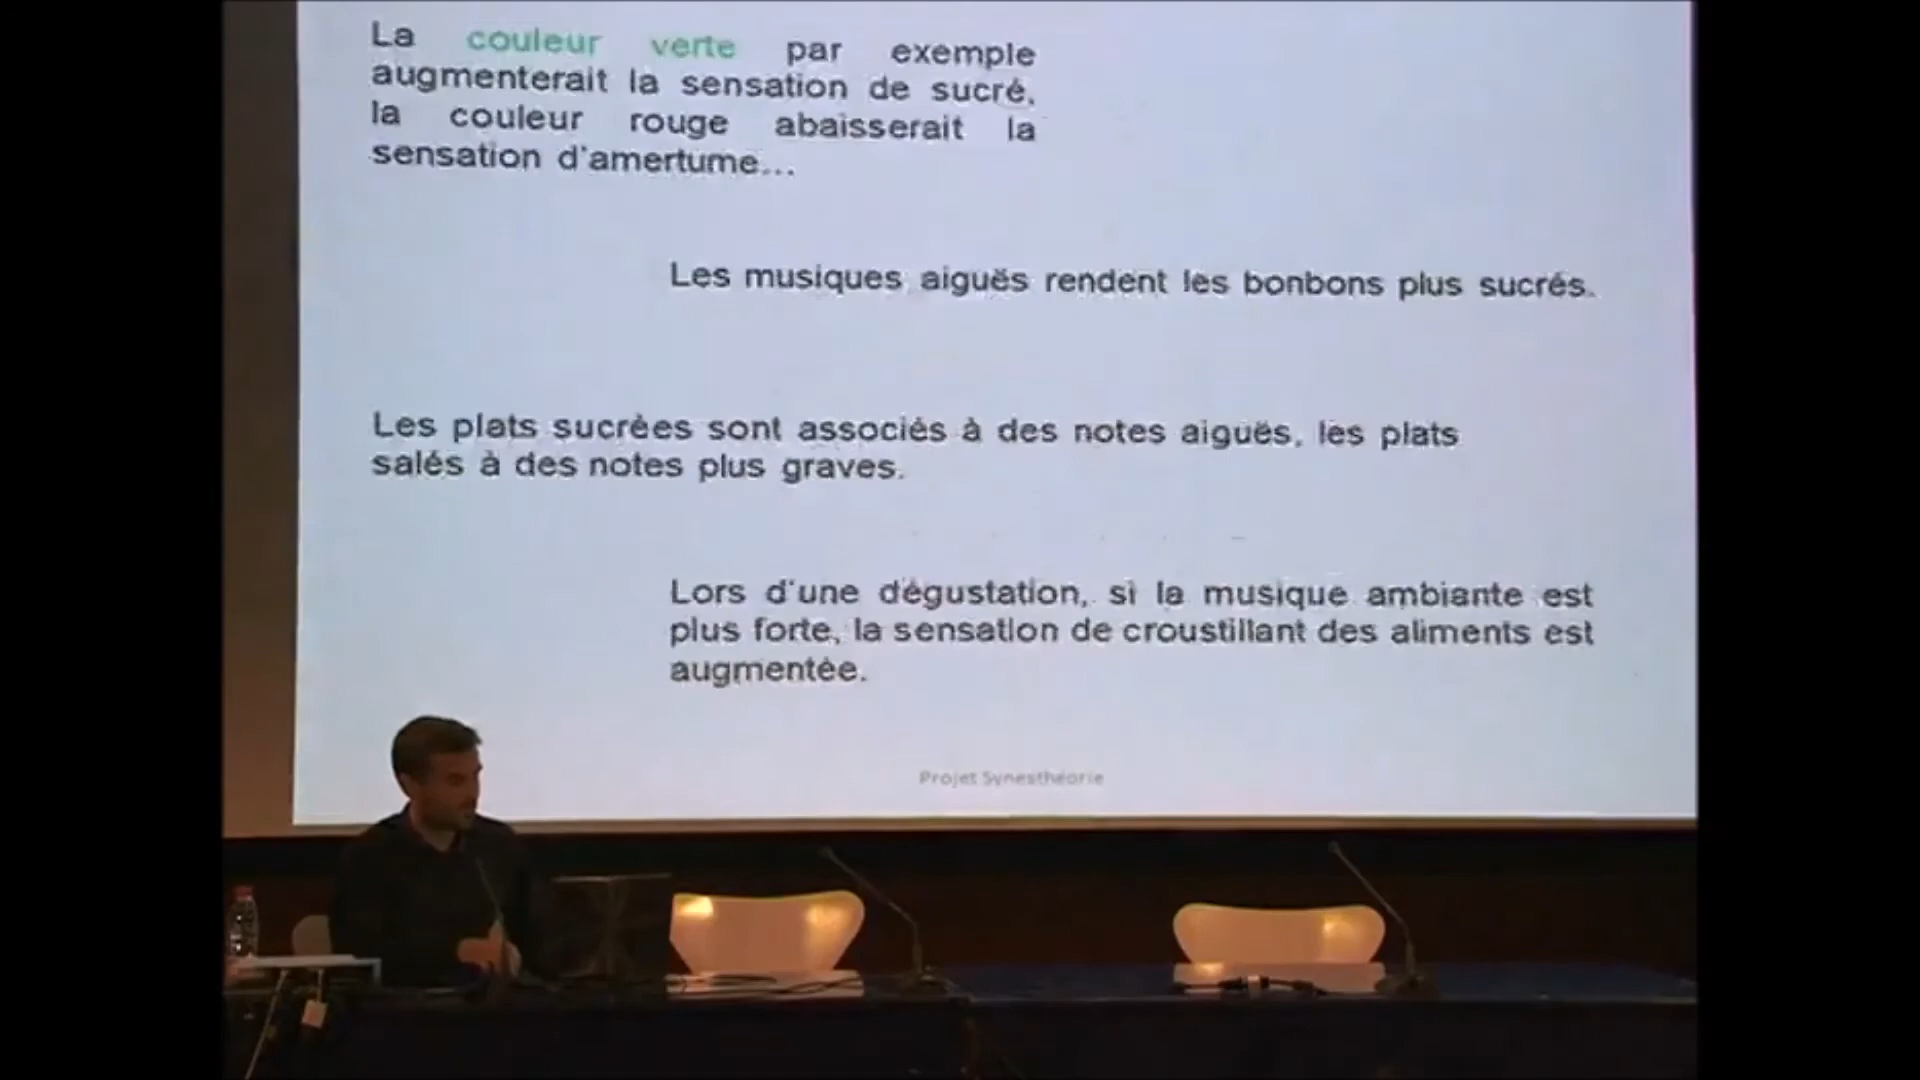 La couleur verte par exemple
augmenterait la sensation de sucré,
la couleur rouge abaisserait la
sensation d'amertume...
Les musiques aiguës rendent les bonbons plus sucrés.
Les plats sucrées sont associés à des notes aiguës, les plats
salés à des notes plus graves.
Lors d'une dégustation, si la musique ambiante est
plus forte, la sensation de croustillant des aliments est
augmentée.
Projet Synesthéorie